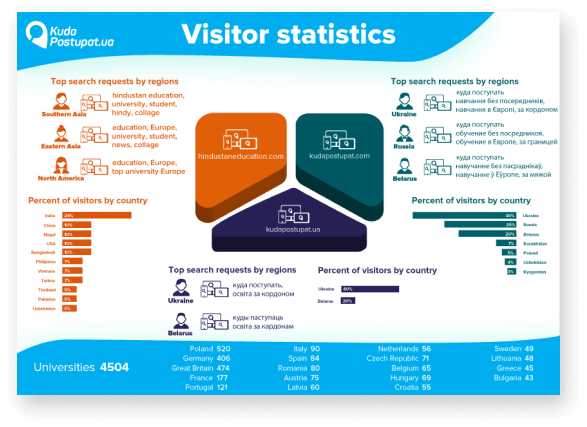 Kuda
Postupat.ua
Visitor statistics
Top search requests by regions
Southern Asia
hindustan education,
university, student,
hindy, collage
Eastern Asia
education, Europe,
university, student,
news, collage
North America
education, Europe,
top university Europe
hindustaneducation.com
kudapostupat.com
kudapostupat.ua
Top search requests by regions
Ukraine
куда поступать
навчання без посередників,
навчання в Європі, за кордоном
Russia
куда поступать
обучение без посредников,
обучение в Европе, за границей
Belarus
куда поступать
навучанне без пасрэднікаў,
навучанне ў Еўропе, за мяжой
Percent of visitors by country
India 24%
China 10%
Nepal 10%
USA 10%
Bangladesh 10%
Philippines 7%
Vietnam 7%
Turkey 7%
Thailand 5%
Pakistan 5%
Uzbekistan 5%
Percent of visitors by country
36% Ukraine
25% Russia
20% Belarus
7% Kazakhstan
5% Poland
4% Uzbekistan
3% Kyrgyzstan
Top search requests by regions
Ukraine
куда поступать,
освіта за кордоном
Belarus
куды паступаць
освіта за кардонам
Percent of visitors by country
Ukraine 80%
Belarus 20%
Universities 4504
Poland 520
Germany 406
Great Britain 474
France 177
Portugal 121
Italy 90
Spain 84
Romania 80
Austria 75
Latvia 60
Netherlands 56
Czech Republic 71
Belgium 65
Hungary 69
Croatia 55
Sweden 49
Lithuania 48
Greece 45
Bulgaria 43